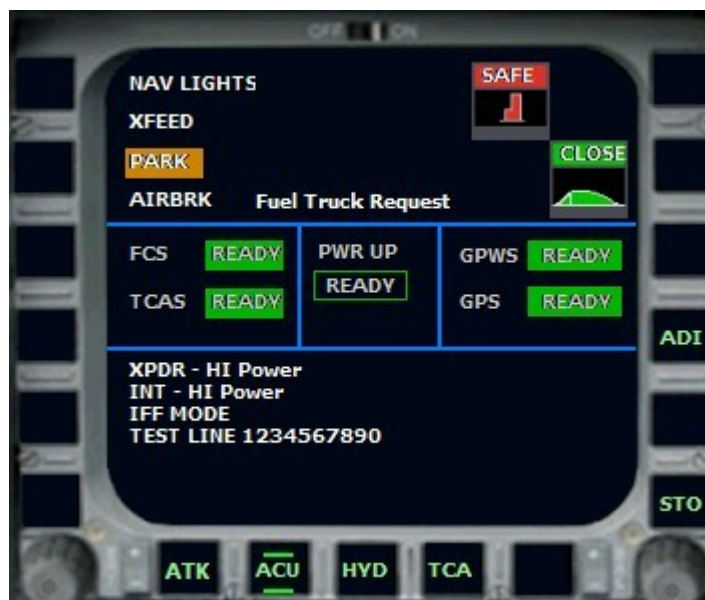 OFF ON
NAV LIGHTS SAFE
XFEED
PARK CLOSE
AIRBRK Fuel Truck Request
FCS READY PWR UP GPWS READY
READY
TCAS READY GPS READY
ADI
XPDR - HI Power
INT - HI Power
IFF MODE
TEST LINE 1234567890
STO
ATK ACU HYD TCA